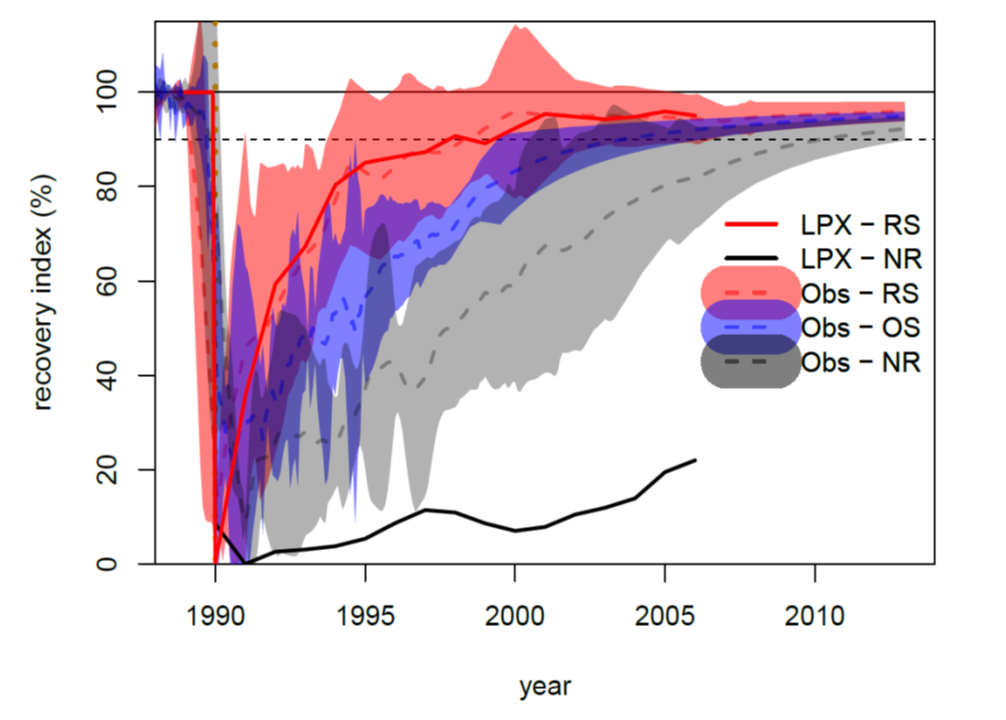 100
80
60
40
20
0
recovery index (%)
LPX − RS
LPX − NR
Obs − RS
Obs − OS
Obs − NR
1990 1995 2000 2005 2010
year